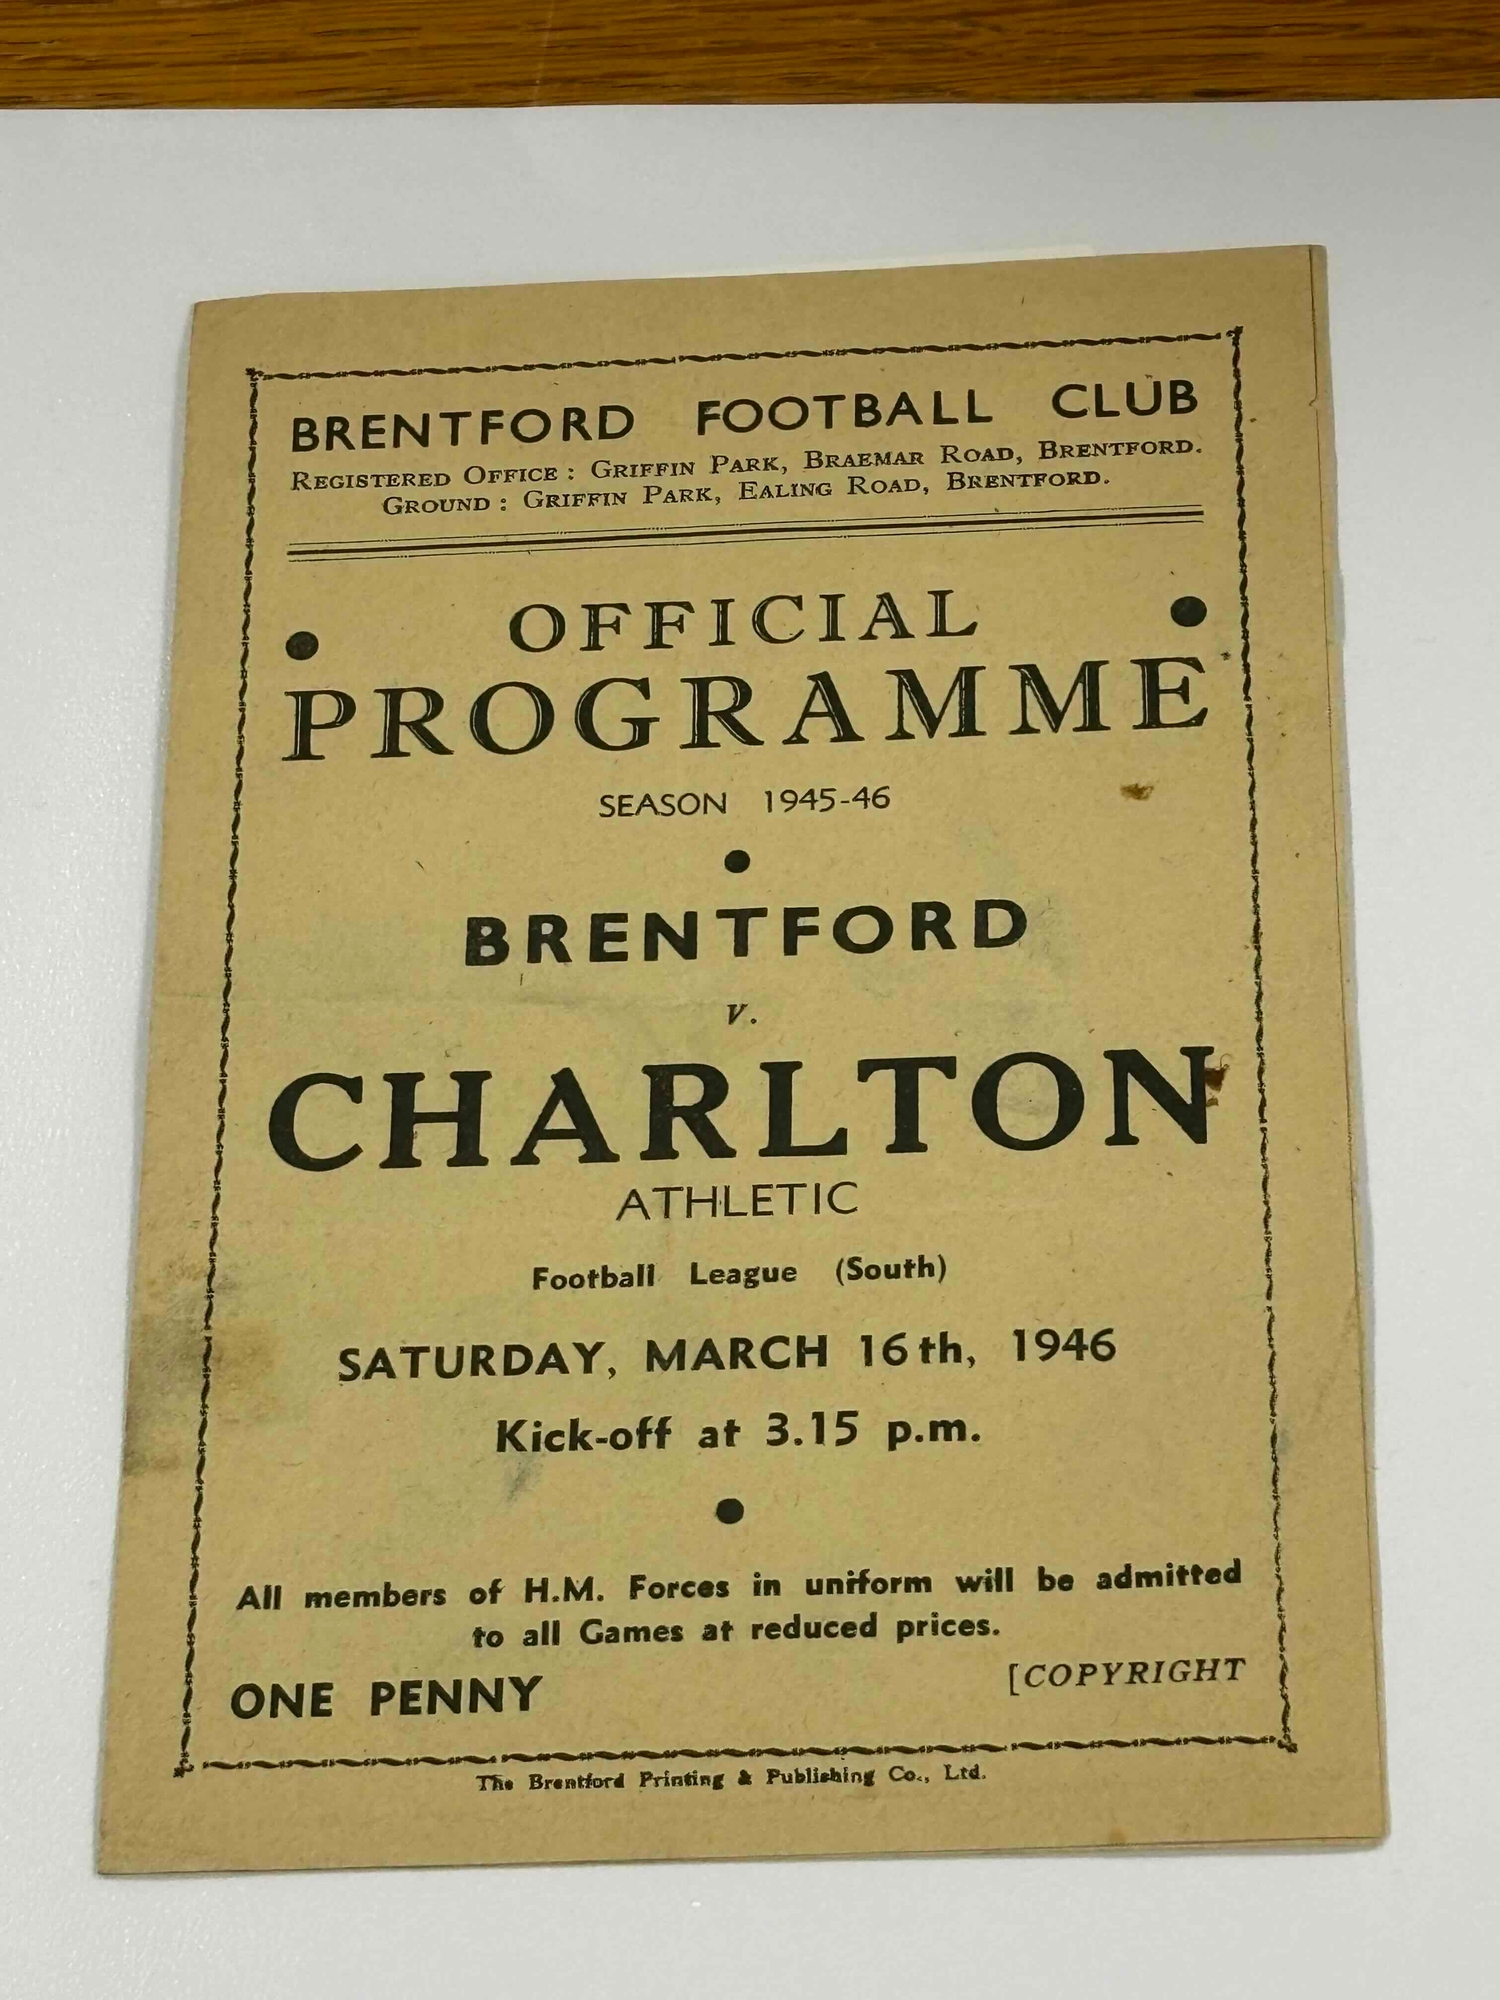 BRENTFORD FOOTBALL CLUB
REGISTERED OFFICE : GRIFFIN PARK, BRAEMAR ROAD, BRENTFORD.
GROUND : GRIFFIN PARK, EALING ROAD, BRENTFORD.
OFFICIAL
PROGRAMME
SEASON 1945-46
BRENTFORD
v.
CHARLTON
ATHLETIC
Football League (South)
SATURDAY, MARCH 16th, 1946
Kick-off at 3.15 p.m.
All members of H.M. Forces in uniform will be admitted
to all Games at reduced prices.
ONE PENNY [COPYRIGHT
The Brentford Printing & Publishing Co., Ltd.